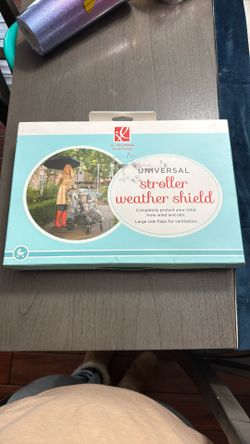 UNIVERSAL
stroller
weather shield
Completely protect your child
from wind and rain.
Large side flaps for ventilation.